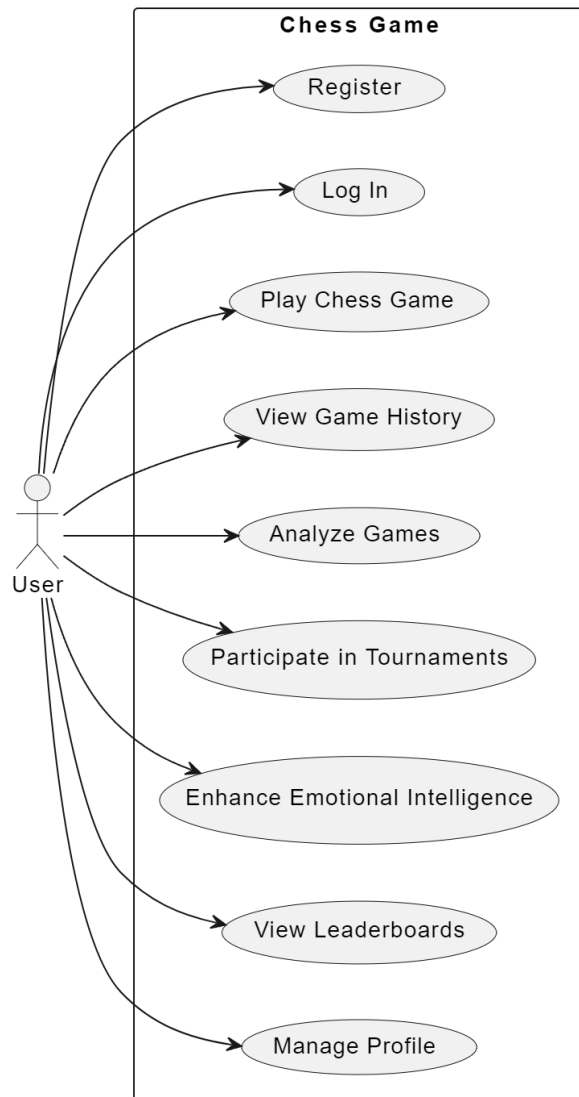 Chess Game
Register
Log In
Play Chess Game
View Game History
Analyze Games
User
Participate in Tournaments
Enhance Emotional Intelligence
View Leaderboards
Manage Profile